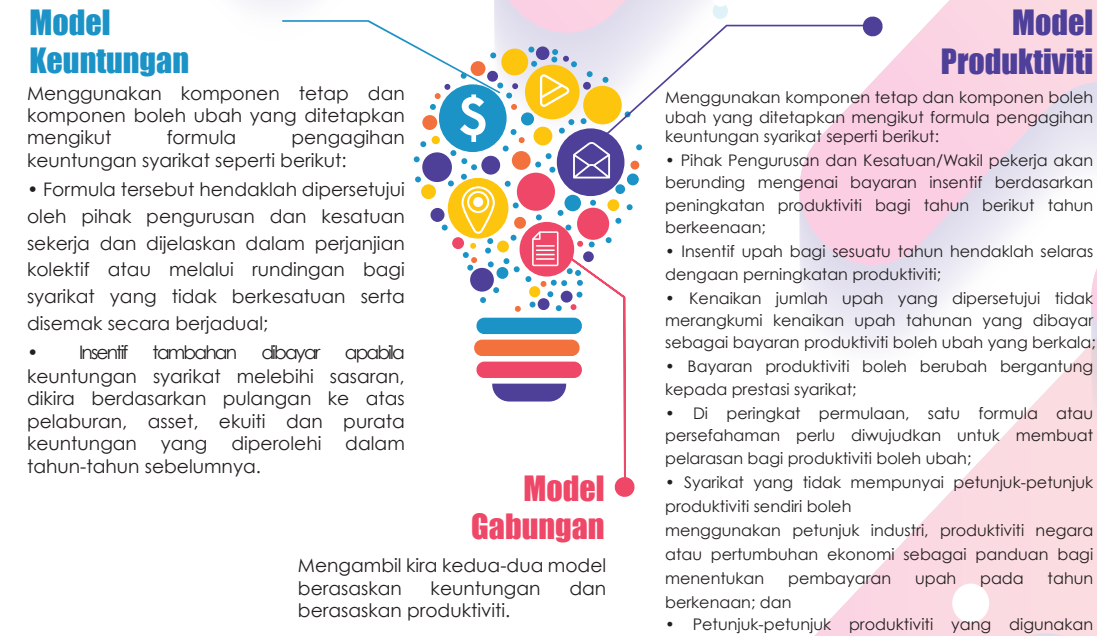 Model
Keuntungan
Menggunakan komponen tetap dan
komponen boleh ubah yang ditetapkan
mengikut formula pengagihan
keuntungan syarikat seperti berikut:
• Formula tersebut hendaklah dipersetujui
oleh pihak pengurusan dan kesatuan
sekerja dan dijelaskan dalam perjanjian
kolektif atau melalui rundingan bagi
syarikat yang tidak berkesatuan serta
disemak secara berjadual;
• Insentif tambahan dibayar apabila
keuntungan syarikat melebihi sasaran,
dikira berdasarkan pulangan ke atas
pelaburan, asset, ekuiti dan purata
keuntungan yang diperolehi dalam
tahun-tahun sebelumnya.
Model
Gabungan
Mengambil kira kedua-dua model
berasaskan keuntungan dan
berasaskan produktiviti.
Model
Produktiviti
Menggunakan komponen tetap dan komponen boleh
ubah yang ditetapkan mengikut formula pengagihan
keuntungan syarikat seperti berikut:
• Pihak Pengurusan dan Kesatuan/Wakil pekerja akan
berunding mengenai bayaran insentif berdasarkan
peningkatan produktiviti bagi tahun berikut tahun
berkeenaan;
• Insentif upah bagi sesuatu tahun hendaklah selaras
dengaan perningkatan produktiviti;
• Kenaikan jumlah upah yang dipersetujui tidak
merangkumi kenaikan upah tahunan yang dibayar
sebagai bayaran produktiviti boleh ubah yang berkala;
• Bayaran produktiviti boleh berubah bergantung
kepada prestasi syarikat;
• Di peringkat permulaan, satu formula atau
persefahaman perlu diwujudkan untuk membuat
pelarasan bagi produktiviti boleh ubah;
• Syarikat yang tidak mempunyai petunjuk-petunjuk
produktiviti sendiri boleh
menggunakan petunjuk industri, produktiviti negara
atau pertumbuhan ekonomi sebagai panduan bagi
menentukan pembayaran upah pada tahun
berkenaan; dan
• Petunjuk-petunjuk produktiviti yang digunakan